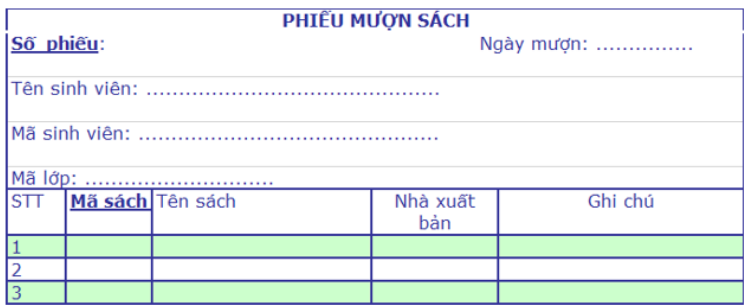 PHIẾU MƯỢN SÁCH
Số phiếu: Ngày mượn: ...............
Tên sinh viên: .............................................
Mã sinh viên: ..............................................
Mã lớp: .............................
STT Mã sách Tên sách Nhà xuất bản Ghi chú
1
2
3